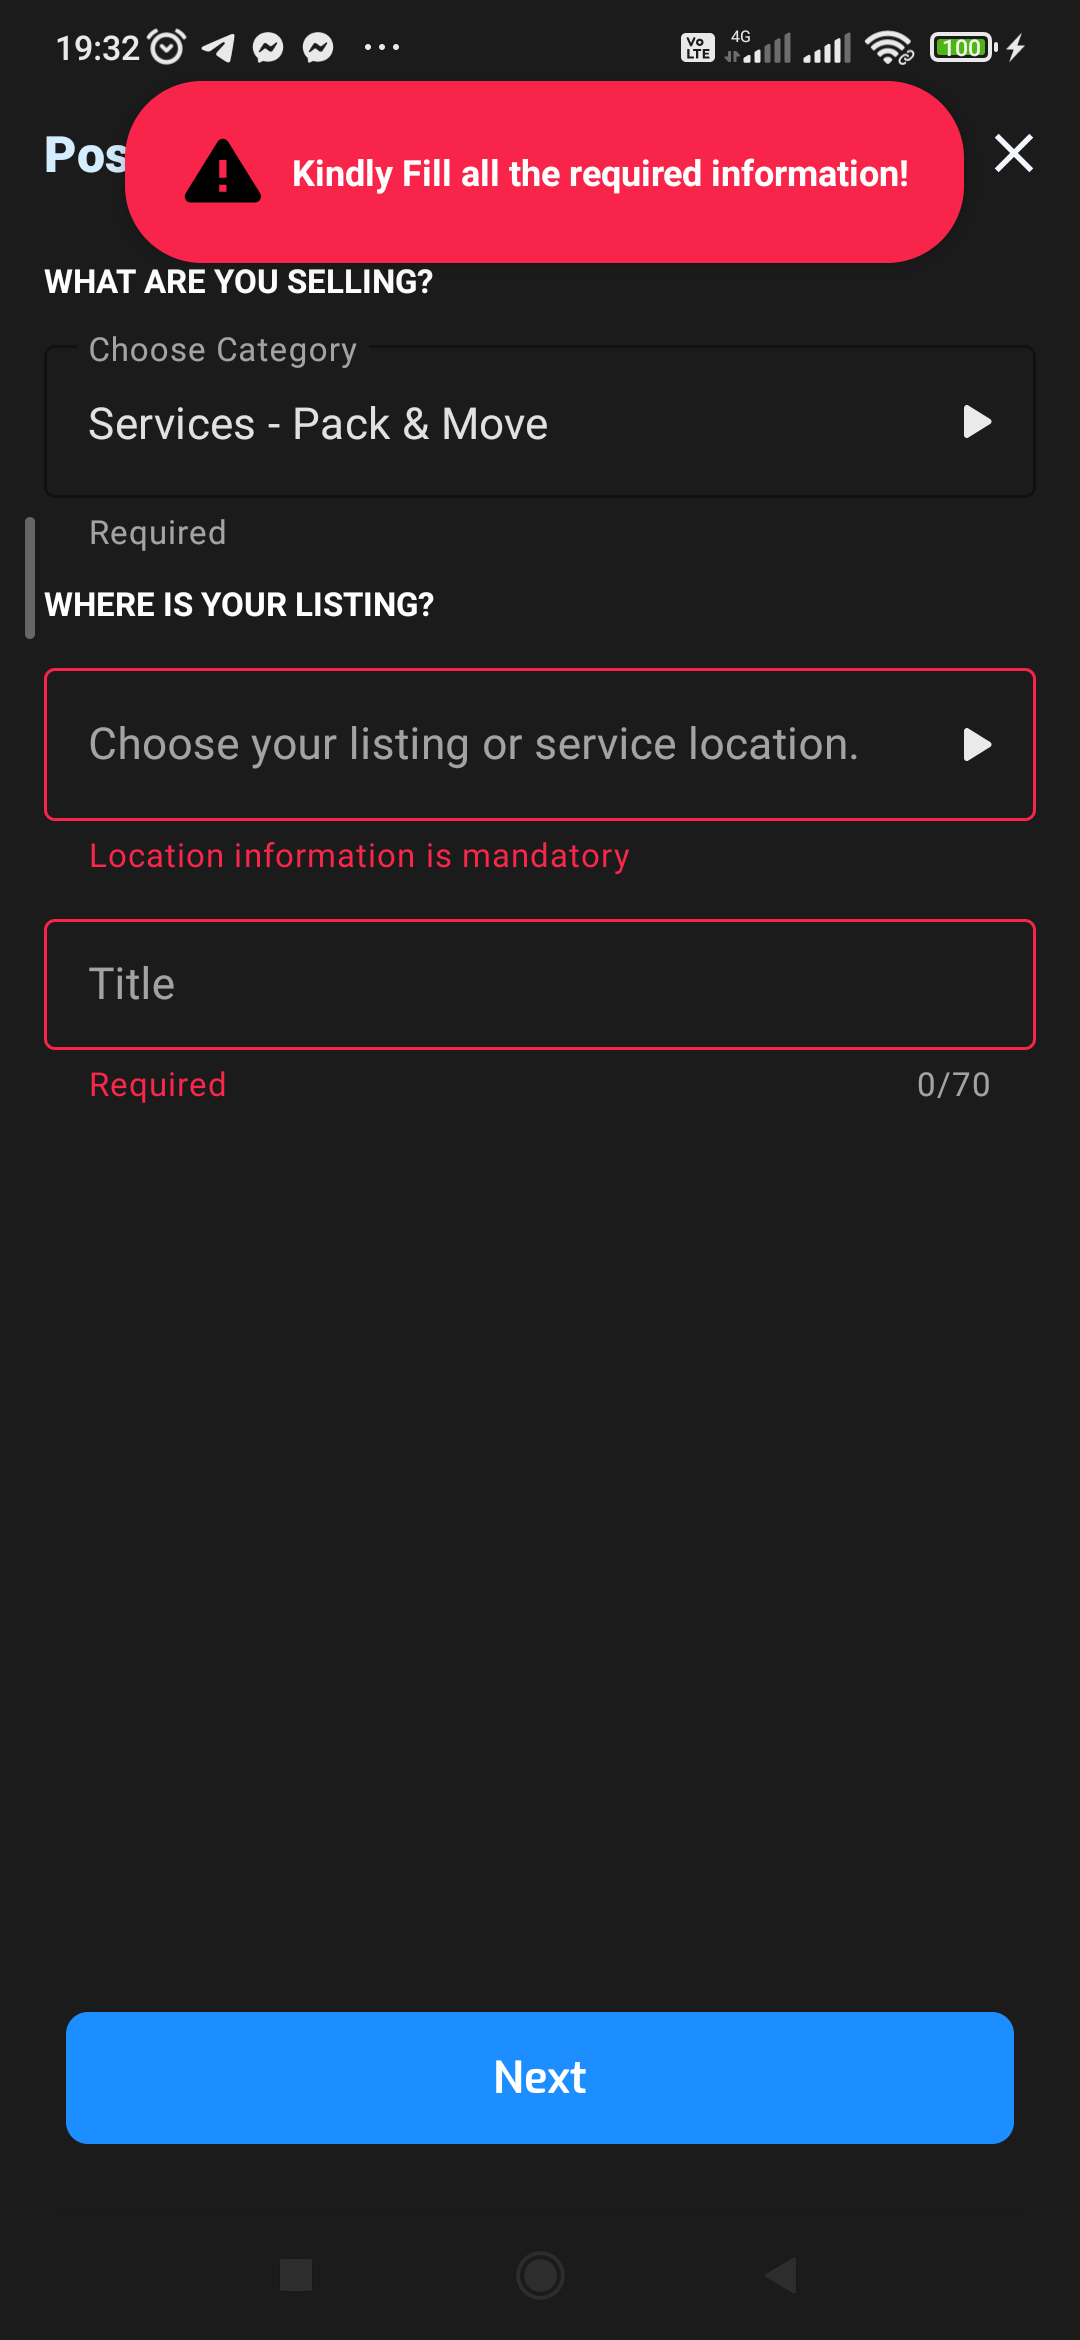 19:32
Vo LTE
4G
100
Pos
Kindly Fill all the required information!
WHAT ARE YOU SELLING?
Choose Category
Services - Pack & Move
Required
WHERE IS YOUR LISTING?
Choose your listing or service location.
Location information is mandatory
Title
Required
0/70
Next